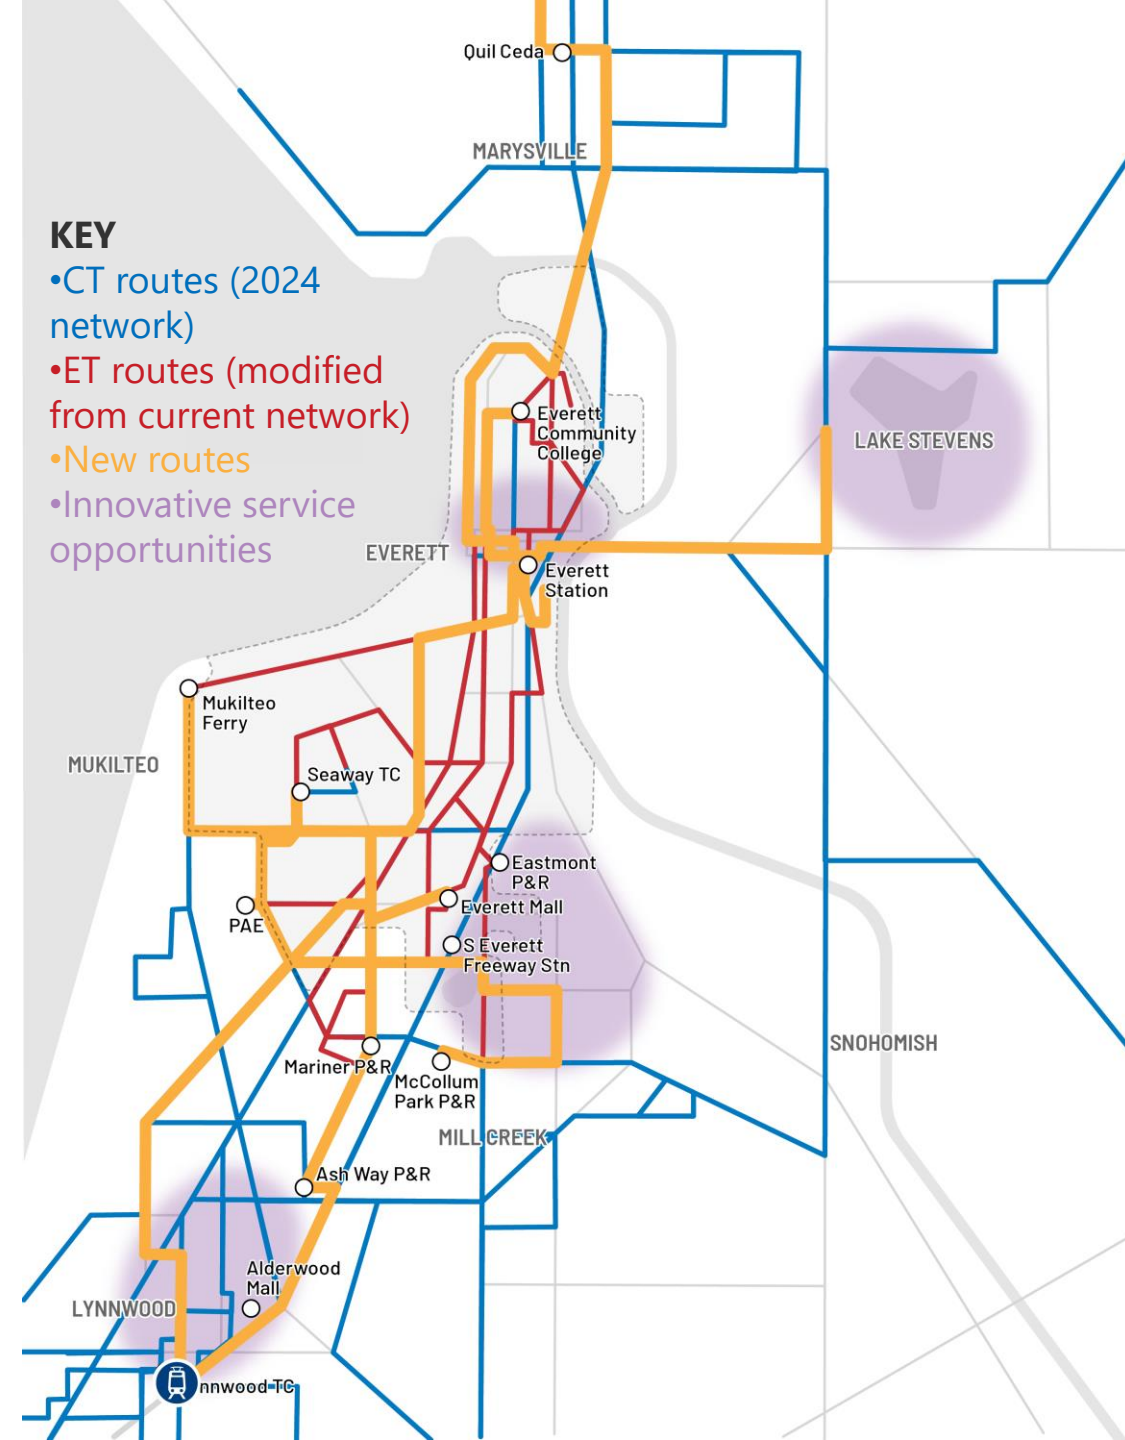 Quil Ceda
MARYSVILLE
KEY
•CT routes (2024
network)
•ET routes (modified
from current network)
•New routes
•Innovative service
opportunities
Everett
Community
College
LAKE STEVENS
EVERETT
Everett
Station
Mukilteo
Ferry
MUKILTEO
Seaway TC
Eastmont
P&R
Everett Mall
PAE
S Everett
Freeway Stn
SNOHOMISH
Mariner P&R
McCollum
Park P&R
MILL CREEK
Ash Way P&R
Alderwood
Mall
LYNNWOOD
nnwood TC